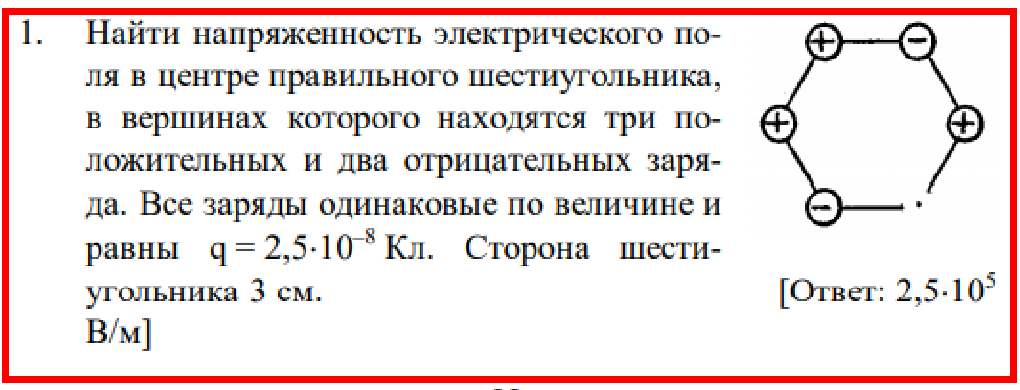 1. Найти напряженность электрического по-
ля в центре правильного шестиугольника,
в вершинах которого находятся три по-
ложительных и два отрицательных заря-
да. Все заряды одинаковые по величине и
равны q = 2,5·10⁻⁸ Кл. Сторона шести-
угольника 3 см. [Ответ: 2,5·10⁵
В/м]
+ −
+ +
−